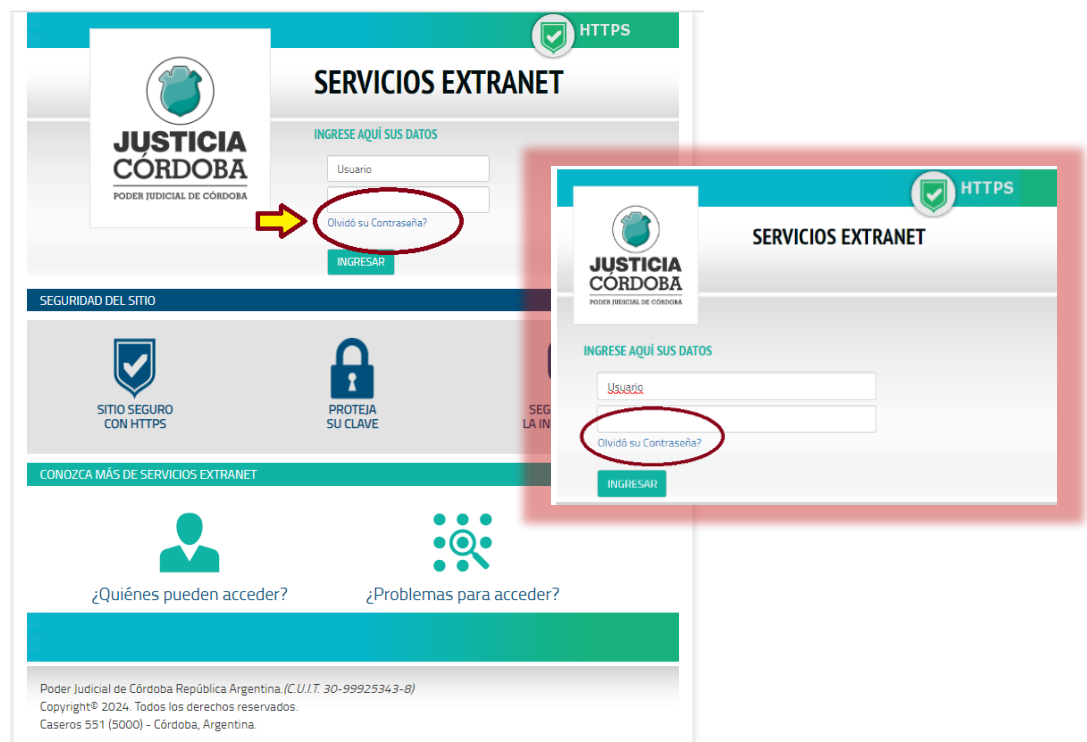 HTTPS
SERVICIOS EXTRANET
JUSTICIA
CÓRDOBA
PODER JUDICIAL DE CÓRDOBA
INGRESE AQUÍ SUS DATOS
Usuario
Olvidó su Contraseña?
INGRESAR
SEGURIDAD DEL SITIO
SITIO SEGURO
CON HTTPS
PROTEJA
SU CLAVE
SEG
LA IN
CONOZCA MÁS DE SERVICIOS EXTRANET
¿Quiénes pueden acceder?
¿Problemas para acceder?
Poder Judicial de Córdoba República Argentina.(C.U.I.T. 30-99925343-8)
Copyright© 2024. Todos los derechos reservados.
Caseros 551 (5000) - Córdoba, Argentina.
HTTPS
SERVICIOS EXTRANET
JUSTICIA
CÓRDOBA
PODER JUDICIAL DE CÓRDOBA
INGRESE AQUÍ SUS DATOS
Usuario
Olvidó su Contraseña?
INGRESAR